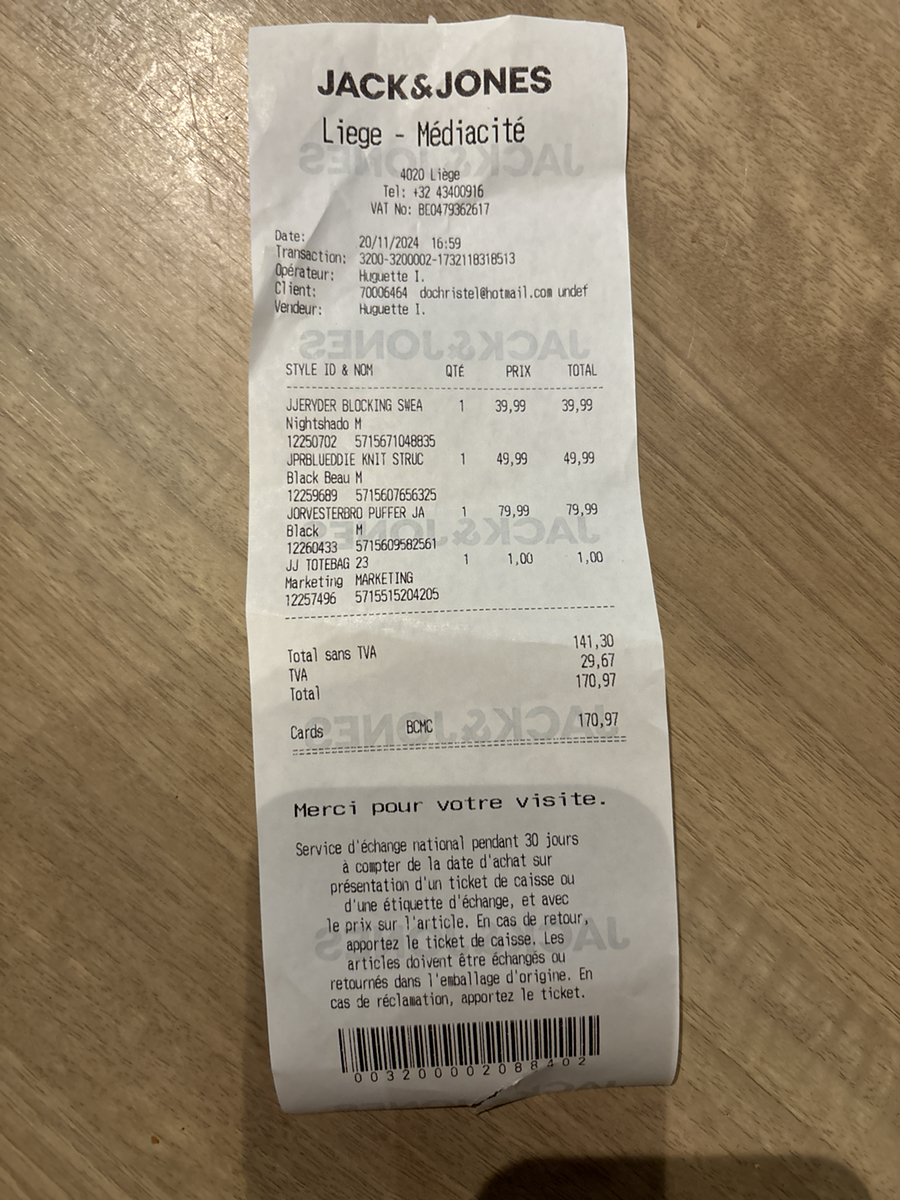 JACK&JONES
Liege - Médiacité
4020 Liège
Tel: +32 43400916
VAT No: BE0479362617
Date: 20/11/2024 16:59
Transaction: 3200-3200002-1732118318513
Opérateur: Huguette I.
Client: 70006464 dochristel@hotmail.com undef
Vendeur: Huguette I.
STYLE ID & NOM QTÉ PRIX TOTAL
JJERYDER BLOCKING SWEA 1 39,99 39,99
Nightshado M
12250702 5715671048835
JPRBLUEDDIE KNIT STRUC 1 49,99 49,99
Black Beau M
12259689 5715607656325
JORVESTERBRO PUFFER JA 1 79,99 79,99
Black M
12260433 5715609582561
JJ TOTEBAG 23 1 1,00 1,00
Marketing MARKETING
12257496 5715515204205
Total sans TVA 141,30
TVA 29,67
Total 170,97
Cards BCMC 170,97
Merci pour votre visite.
Service d'échange national pendant 30 jours
à compter de la date d'achat sur
présentation d'un ticket de caisse ou
d'une étiquette d'échange, et avec
le prix sur l'article. En cas de retour,
apportez le ticket de caisse. Les
articles doivent être échangés ou
retournés dans l'emballage d'origine. En
cas de réclamation, apportez le ticket.
003200002088402